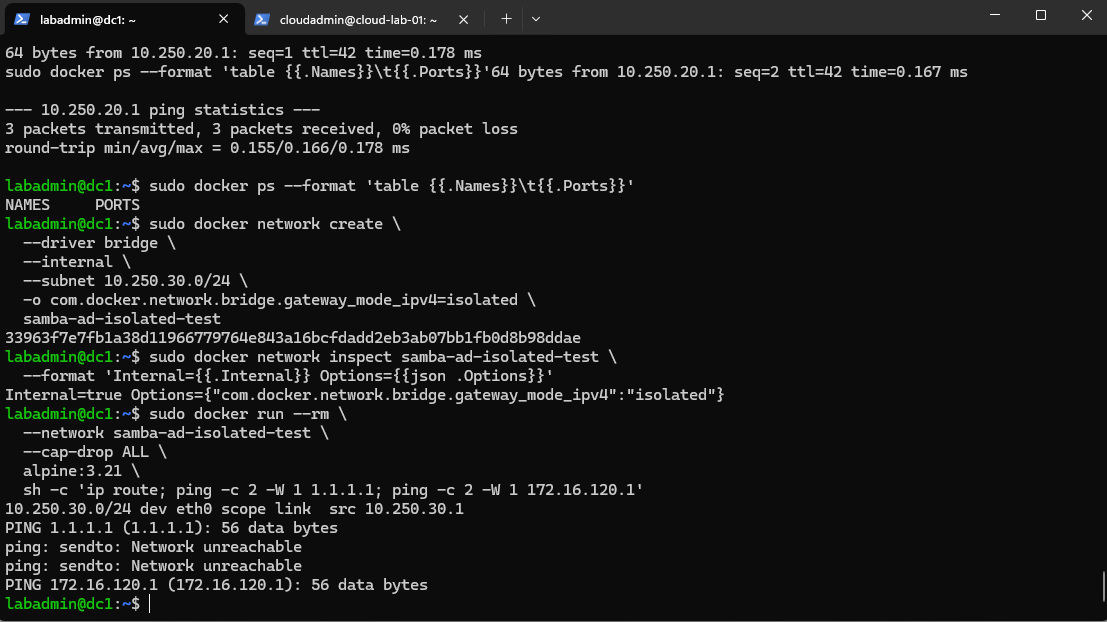 labadmin@dc1: ~
cloudadmin@cloud-lab-01: ~
64 bytes from 10.250.20.1: seq=1 ttl=42 time=0.178 ms
sudo docker ps --format 'table {{.Names}}\t{{.Ports}}'64 bytes from 10.250.20.1: seq=2 ttl=42 time=0.167 ms
--- 10.250.20.1 ping statistics ---
3 packets transmitted, 3 packets received, 0% packet loss
round-trip min/avg/max = 0.155/0.166/0.178 ms
labadmin@dc1:~$ sudo docker ps --format 'table {{.Names}}\t{{.Ports}}'
NAMES     PORTS
labadmin@dc1:~$ sudo docker network create \
  --driver bridge \
  --internal \
  --subnet 10.250.30.0/24 \
  -o com.docker.network.bridge.gateway_mode_ipv4=isolated \
  samba-ad-isolated-test
33963f7e7fb1a38d11966779764e843a16bcfdadd2eb3ab07bb1fb0d8b98ddae
labadmin@dc1:~$ sudo docker network inspect samba-ad-isolated-test \
  --format 'Internal={{.Internal}} Options={{json .Options}}'
Internal=true Options={"com.docker.network.bridge.gateway_mode_ipv4":"isolated"}
labadmin@dc1:~$ sudo docker run --rm \
  --network samba-ad-isolated-test \
  --cap-drop ALL \
  alpine:3.21 \
  sh -c 'ip route; ping -c 2 -W 1 1.1.1.1; ping -c 2 -W 1 172.16.120.1'
10.250.30.0/24 dev eth0 scope link  src 10.250.30.1
PING 1.1.1.1 (1.1.1.1): 56 data bytes
ping: sendto: Network unreachable
ping: sendto: Network unreachable
PING 172.16.120.1 (172.16.120.1): 56 data bytes
labadmin@dc1:~$